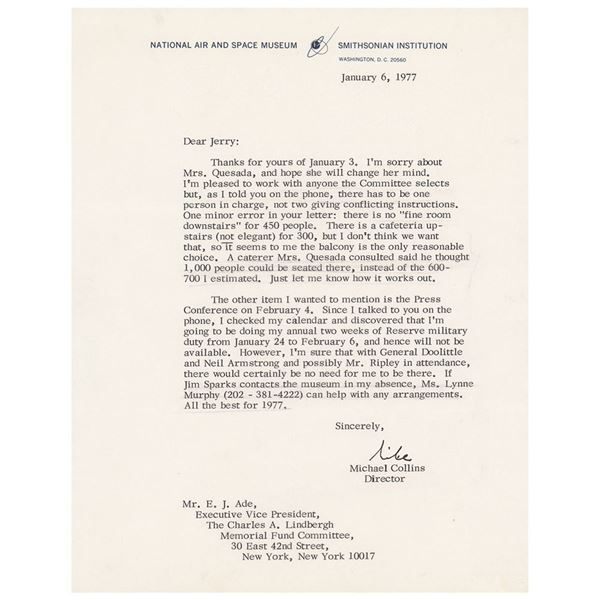 NATIONAL AIR AND SPACE MUSEUM SMITHSONIAN INSTITUTION
WASHINGTON, D. C. 20560
January 6, 1977
Dear Jerry:
Thanks for yours of January 3. I'm sorry about
Mrs. Quesada, and hope she will change her mind.
I'm pleased to work with anyone the Committee selects
but, as I told you on the phone, there has to be one
person in charge, not two giving conflicting instructions.
One minor error in your letter: there is no "fine room
downstairs" for 450 people. There is a cafeteria up-
stairs (not elegant) for 300, but I don't think we want
that, so it seems to me the balcony is the only reasonable
choice. A caterer Mrs. Quesada consulted said he thought
1,000 people could be seated there, instead of the 600-
700 I estimated. Just let me know how it works out.
The other item I wanted to mention is the Press
Conference on February 4. Since I talked to you on the
phone, I checked my calendar and discovered that I'm
going to be doing my annual two weeks of Reserve military
duty from January 24 to February 6, and hence will not
be available. However, I'm sure that with General Doolittle
and Neil Armstrong and possibly Mr. Ripley in attendance,
there would certainly be no need for me to be there. If
Jim Sparks contacts the museum in my absence, Ms. Lynne
Murphy (202 - 381-4222) can help with any arrangements.
All the best for 1977.
Sincerely,
Mike
Michael Collins
Director
Mr. E. J. Ade,
Executive Vice President,
The Charles A. Lindbergh
Memorial Fund Committee,
30 East 42nd Street,
New York, New York 10017